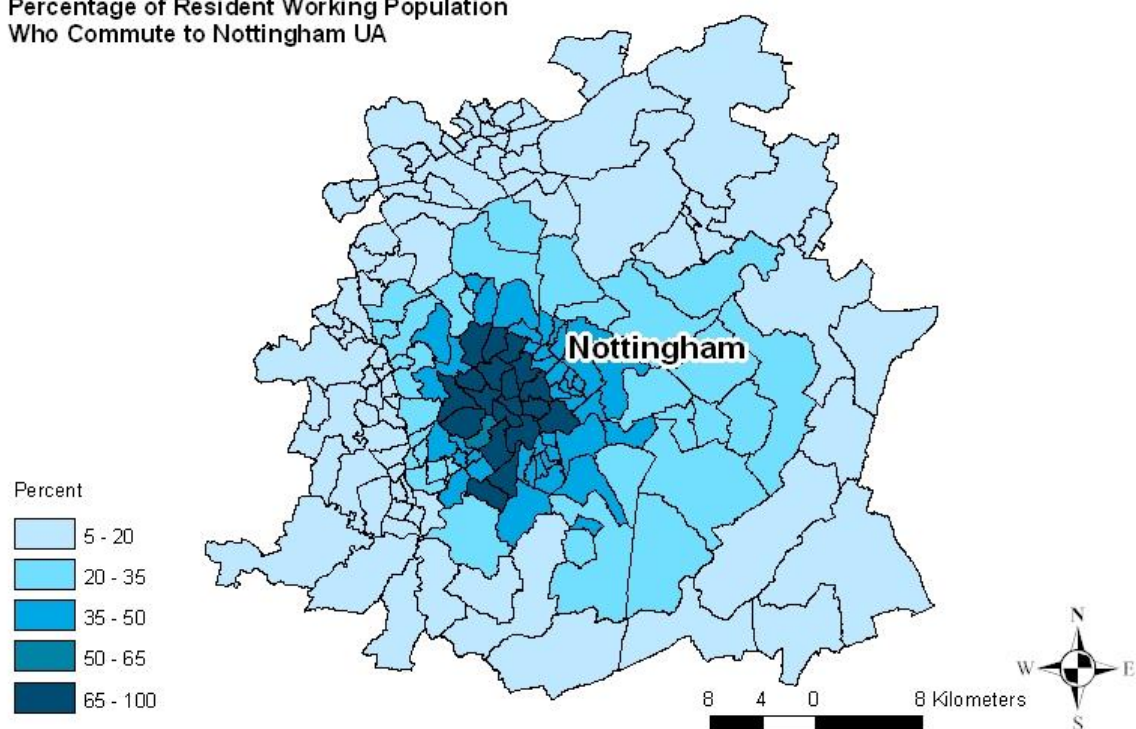 Percentage of Resident Working Population
Who Commute to Nottingham UA
Nottingham
Percent
5 - 20
20 - 35
35 - 50
50 - 65
65 - 100
N
W E
S
8 4 0 8 Kilometers